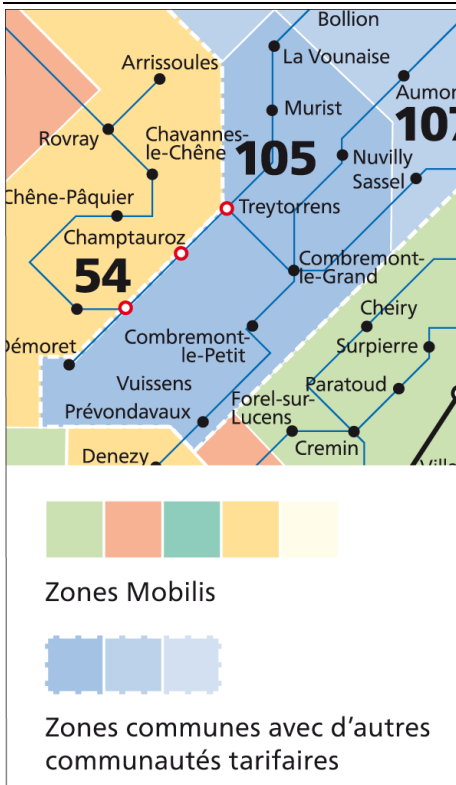 Bollion
La Vounaise
Arrissoules
Aumon
Murist
107
Rovray
Chavannes-
le-Chêne
105
Nuvilly
Sassel
Chêne-Pâquier
Treytorrens
Champtauroz
54
Combremont-
le-Grand
Cheiry
Démoret
Combremont-
le-Petit
Surpierre
Vuissens
Paratoud
Prévondavaux
Forel-sur-
Lucens
Cremin
Denezy
Ville
Zones Mobilis
Zones communes avec d’autres
communautés tarifaires